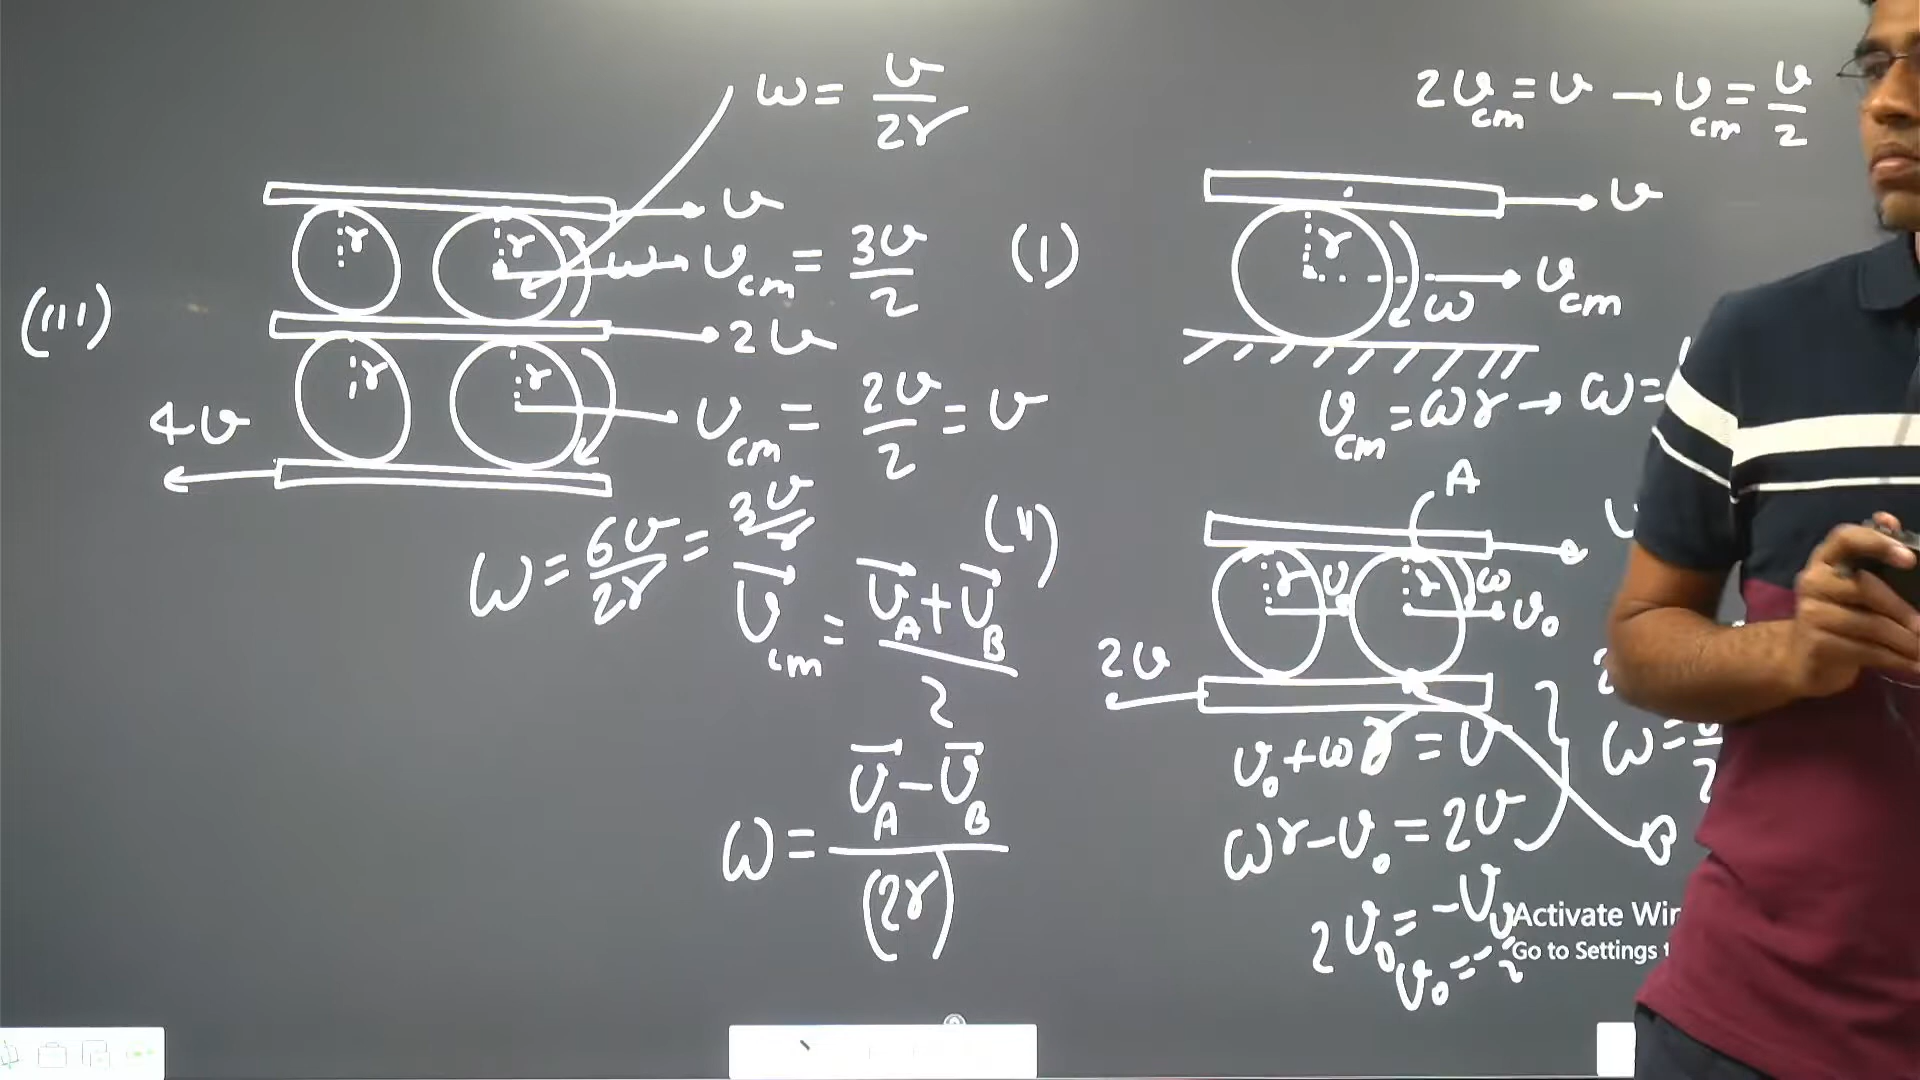 ω = v/2r
v
r r
ω
v_cm = 3v/2
(III)
2v
r r
4v
v_cm = 2v/2 = v
ω = 6v/2r = 3v/r
v⃗_cm = (v⃗_A + v⃗_B)/2
ω = (v⃗_A − v⃗_B)/(2r)
2v_cm = v → v_cm = v/2
(I)
v
r
v_cm
ω
v_cm = ωr → ω =
(II)
A
r r ω
v_0
2v
v_0 + ωr = v
ωr − v_0 = 2v
ω =
B
2v_0 = −v
v_0 = −v/2
Activate
Go to Settings